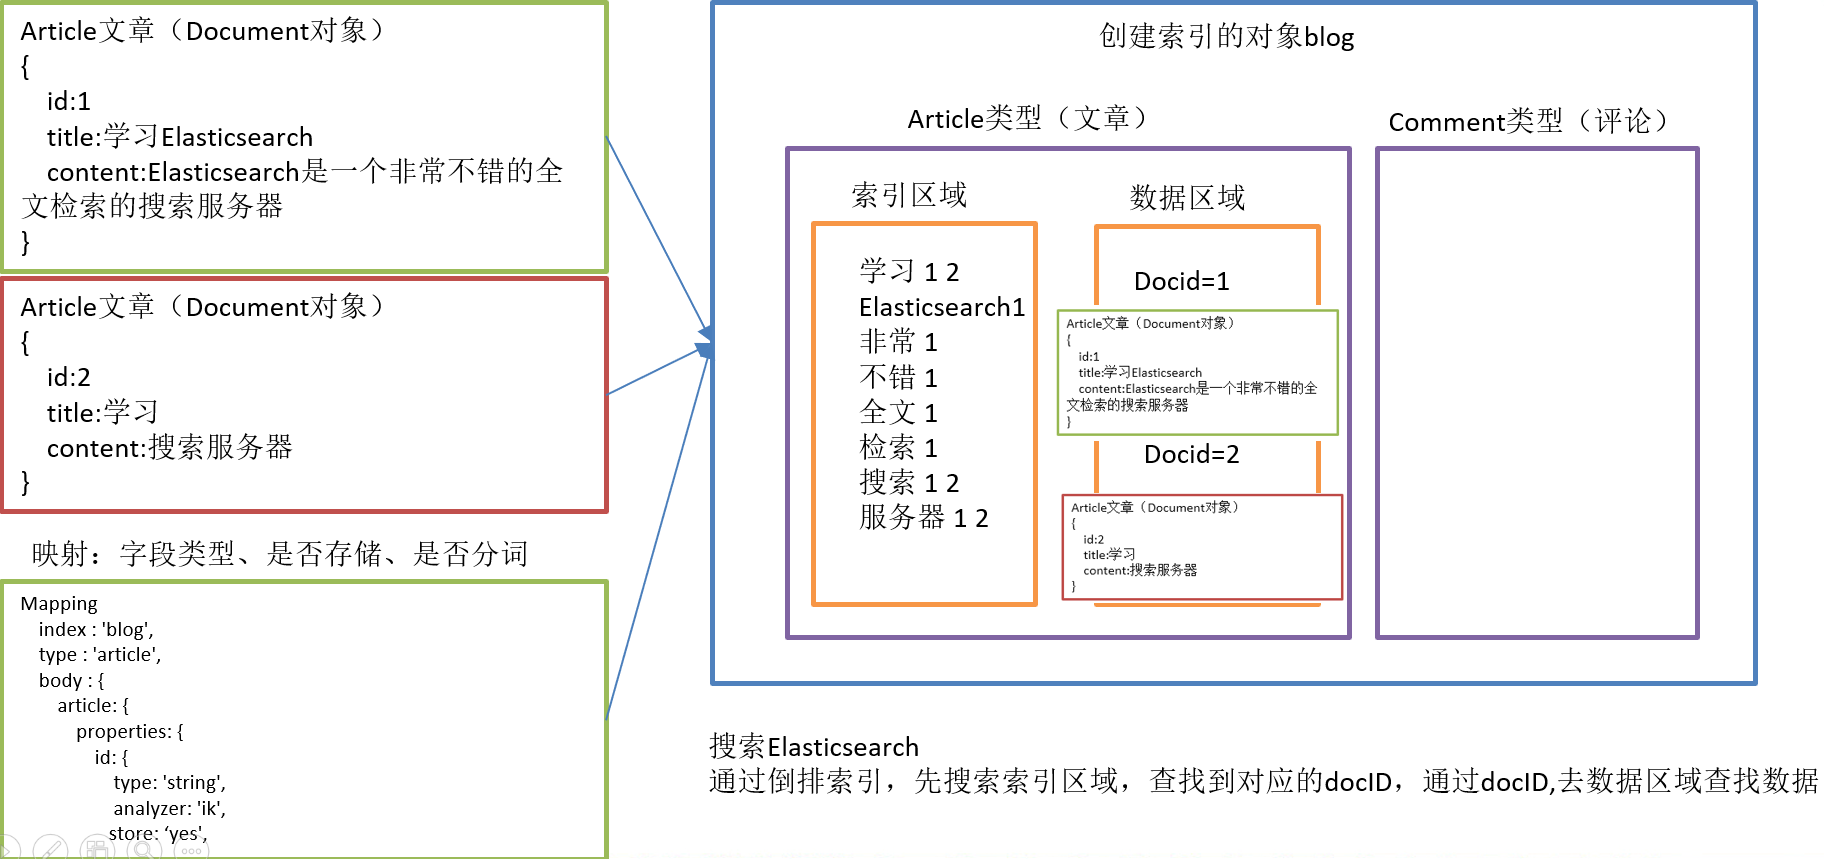 Article文章（Document对象）
{
id:1
title:学习Elasticsearch
content:Elasticsearch是一个非常不错的全
文检索的搜索服务器
}
Article文章（Document对象）
{
id:2
title:学习
content:搜索服务器
}
映射：字段类型、是否存储、是否分词
Mapping
index : 'blog',
type : 'article',
body : {
article: {
properties: {
id: {
type: 'string',
analyzer: 'ik',
store: ‘yes',
创建索引的对象blog
Article类型（文章）
索引区域
学习 1 2
Elasticsearch1
非常 1
不错 1
全文 1
检索 1
搜索 1 2
服务器 1 2
数据区域
Docid=1
Article文章（Document对象）
{
id:1
title:学习Elasticsearch
content:Elasticsearch是一个非常不错的全
文检索的搜索服务器
}
Docid=2
Article文章（Document对象）
{
id:2
title:学习
content:搜索服务器
}
Comment类型（评论）
搜索Elasticsearch
通过倒排索引，先搜索索引区域，查找到对应的docID，通过docID,去数据区域查找数据